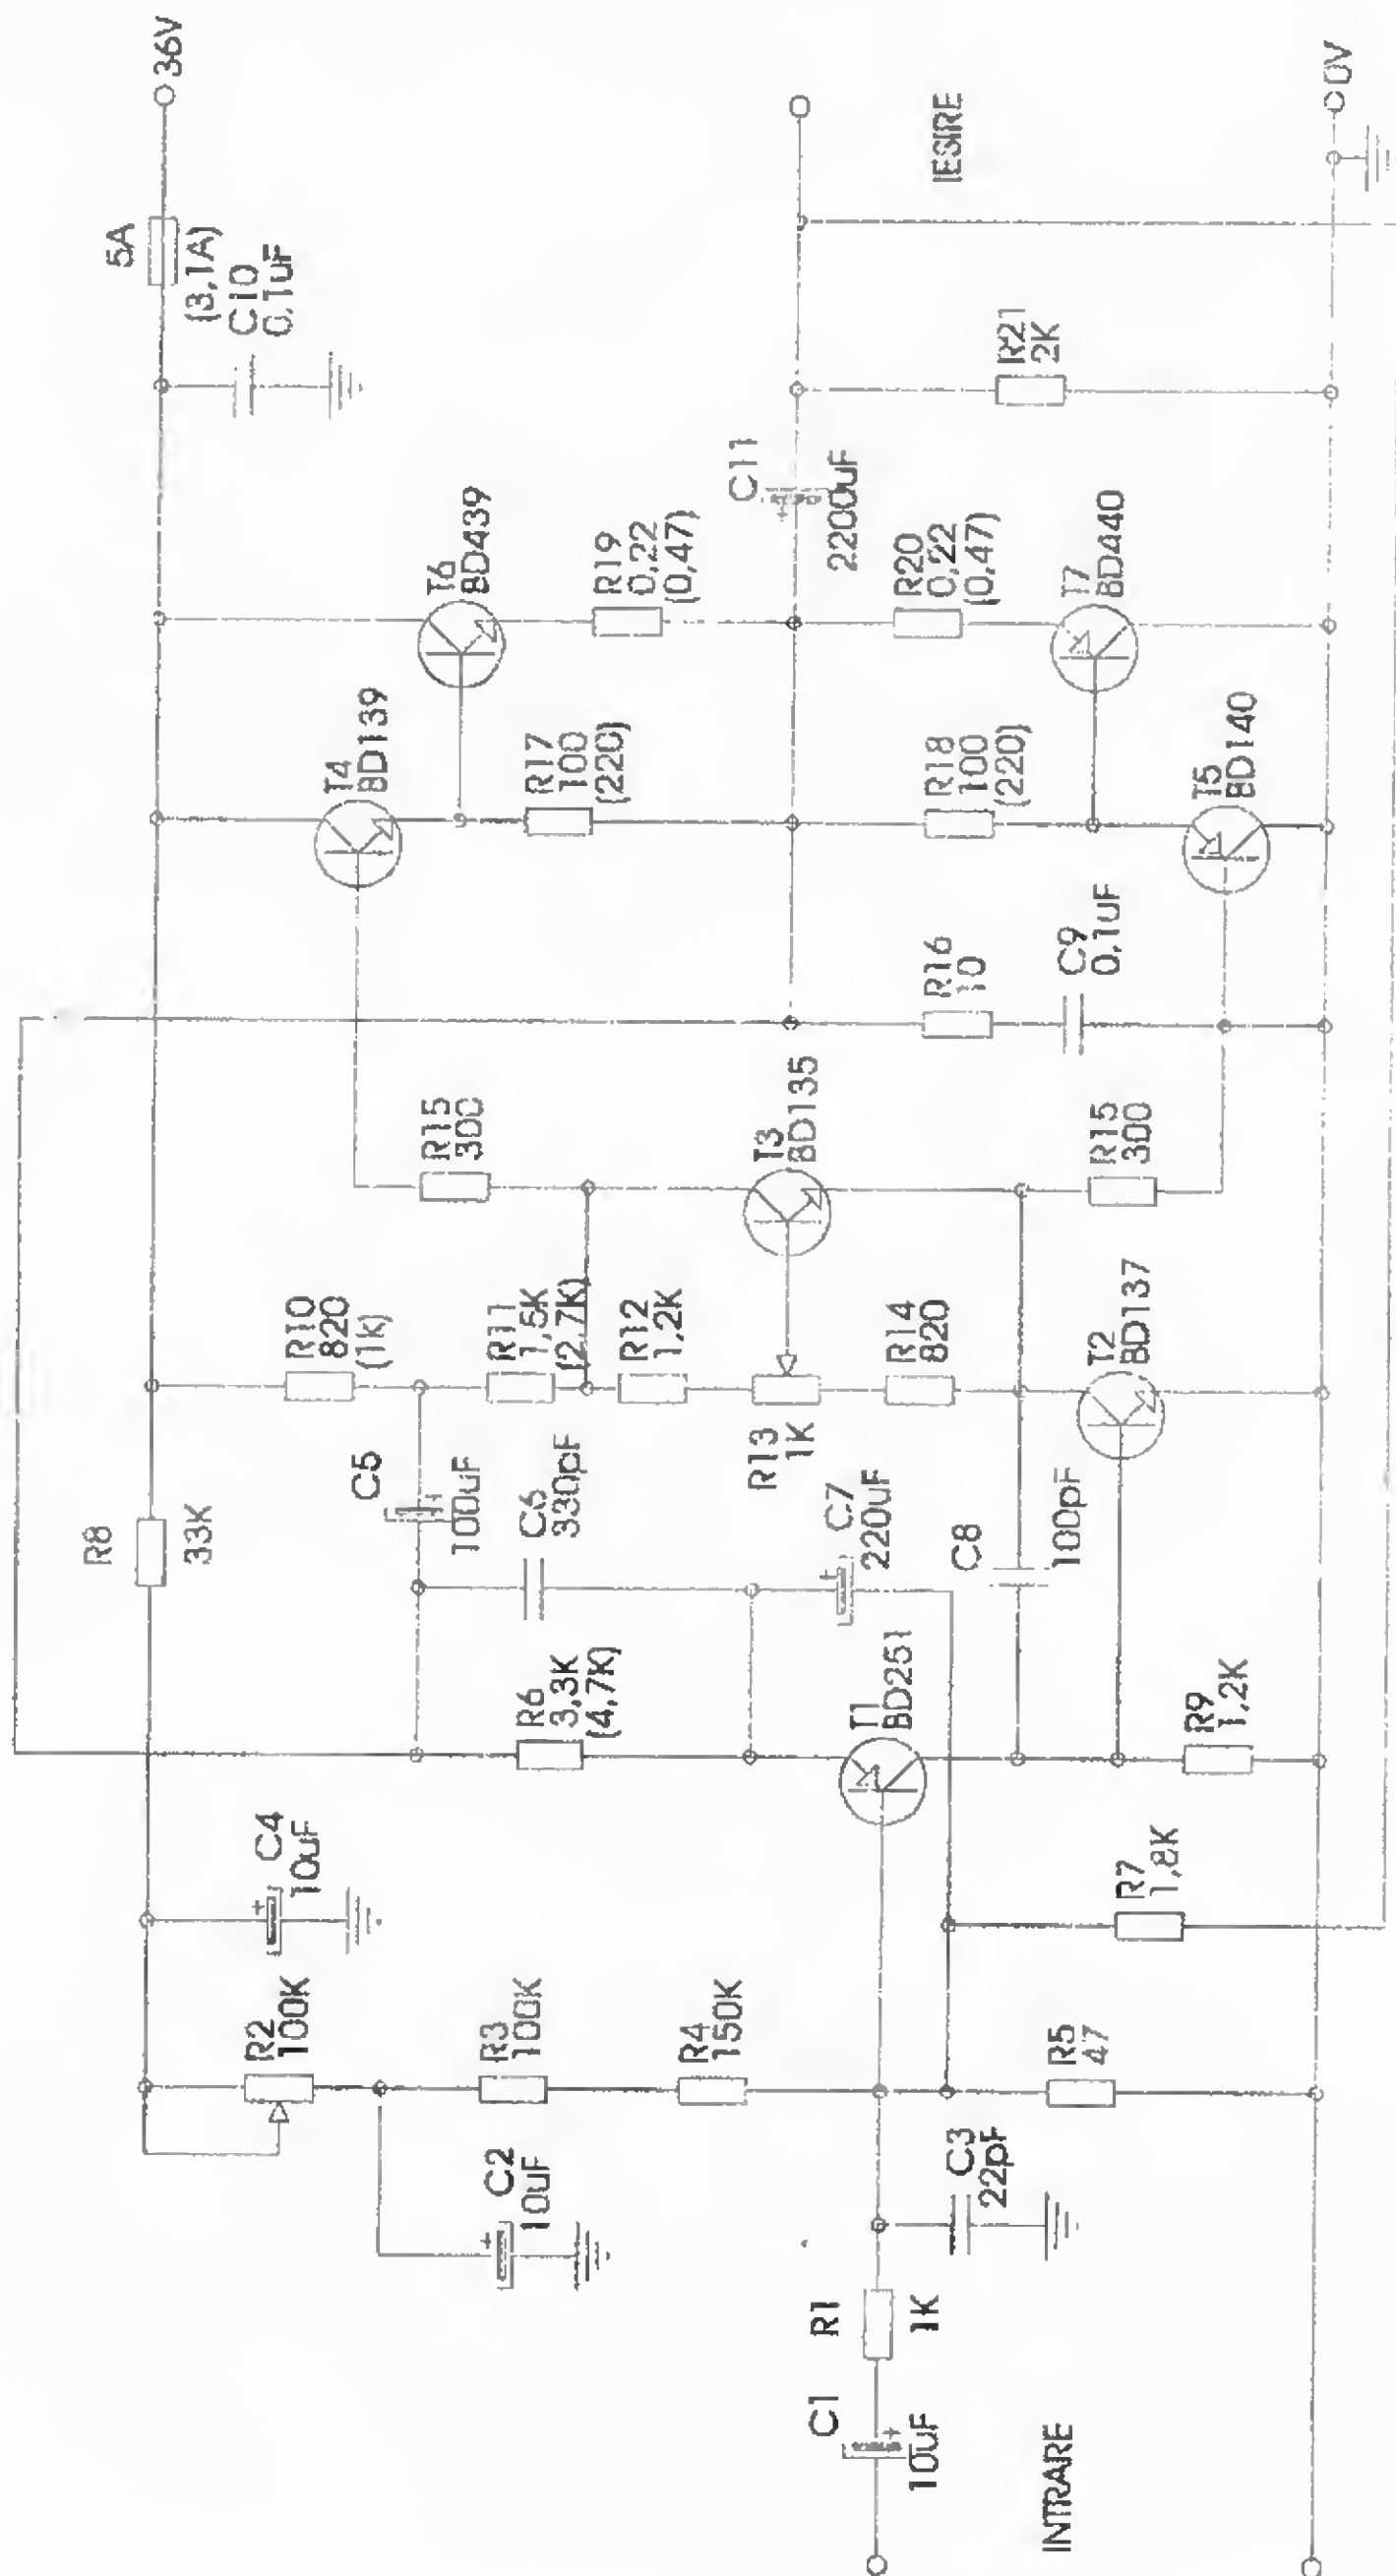 36V
5A
(3,1A)
C10
0,1uF
IESIRE
0V
R21
2K
C11
2200uF
T6
BD439
R19
0,22
(0,47)
R20
0,22
(0,47)
T7
BD440
T4
BD139
R17
100
(220)
R18
100
(220)
T5
BD140
R16
10
C9
0,1uF
R15
300
T3
BD135
R15
300
R10
820
(1k)
R11
1,5K
(2,7K)
R12
1,2K
R13
1K
R14
820
T2
BD137
R8
33K
C5
100uF
C6
330pF
C7
220uF
C8
100pF
R6
3,3K
(4,7K)
T1
BD251
R9
1,2K
C4
10uF
R7
1,8K
R2
100K
R3
100K
R4
150K
R5
47
C2
10uF
C3
22pF
R1
1K
C1
10uF
INTRARE